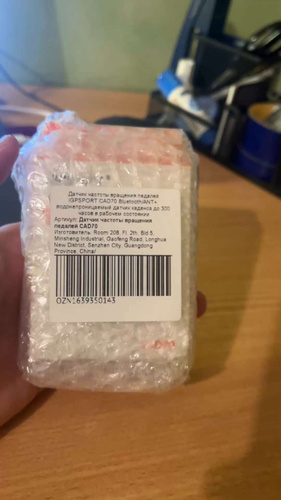 Датчик частоты вращения педалей
iGPSPORT CAD70 Bluetooth/ANT+,
водонепроницаемый датчик каденса до 300
часов в рабочем состояние
Артикул: Датчик частоты вращения
педалей CAD70
Изготовитель: Room 208, Fl. 2th, Bld 5,
Minsheng Industrial, Gaofeng Road, Longhua
New District, Senzhen City, Guangdong
Province, China/
OZN1639350143